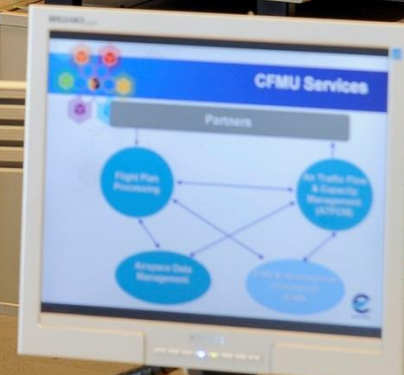 CFMU Services
Partners
Flight Plan
Processing
Air Traffic Flow
& Capacity
Management
(ATFCM)
Airspace Data
Management